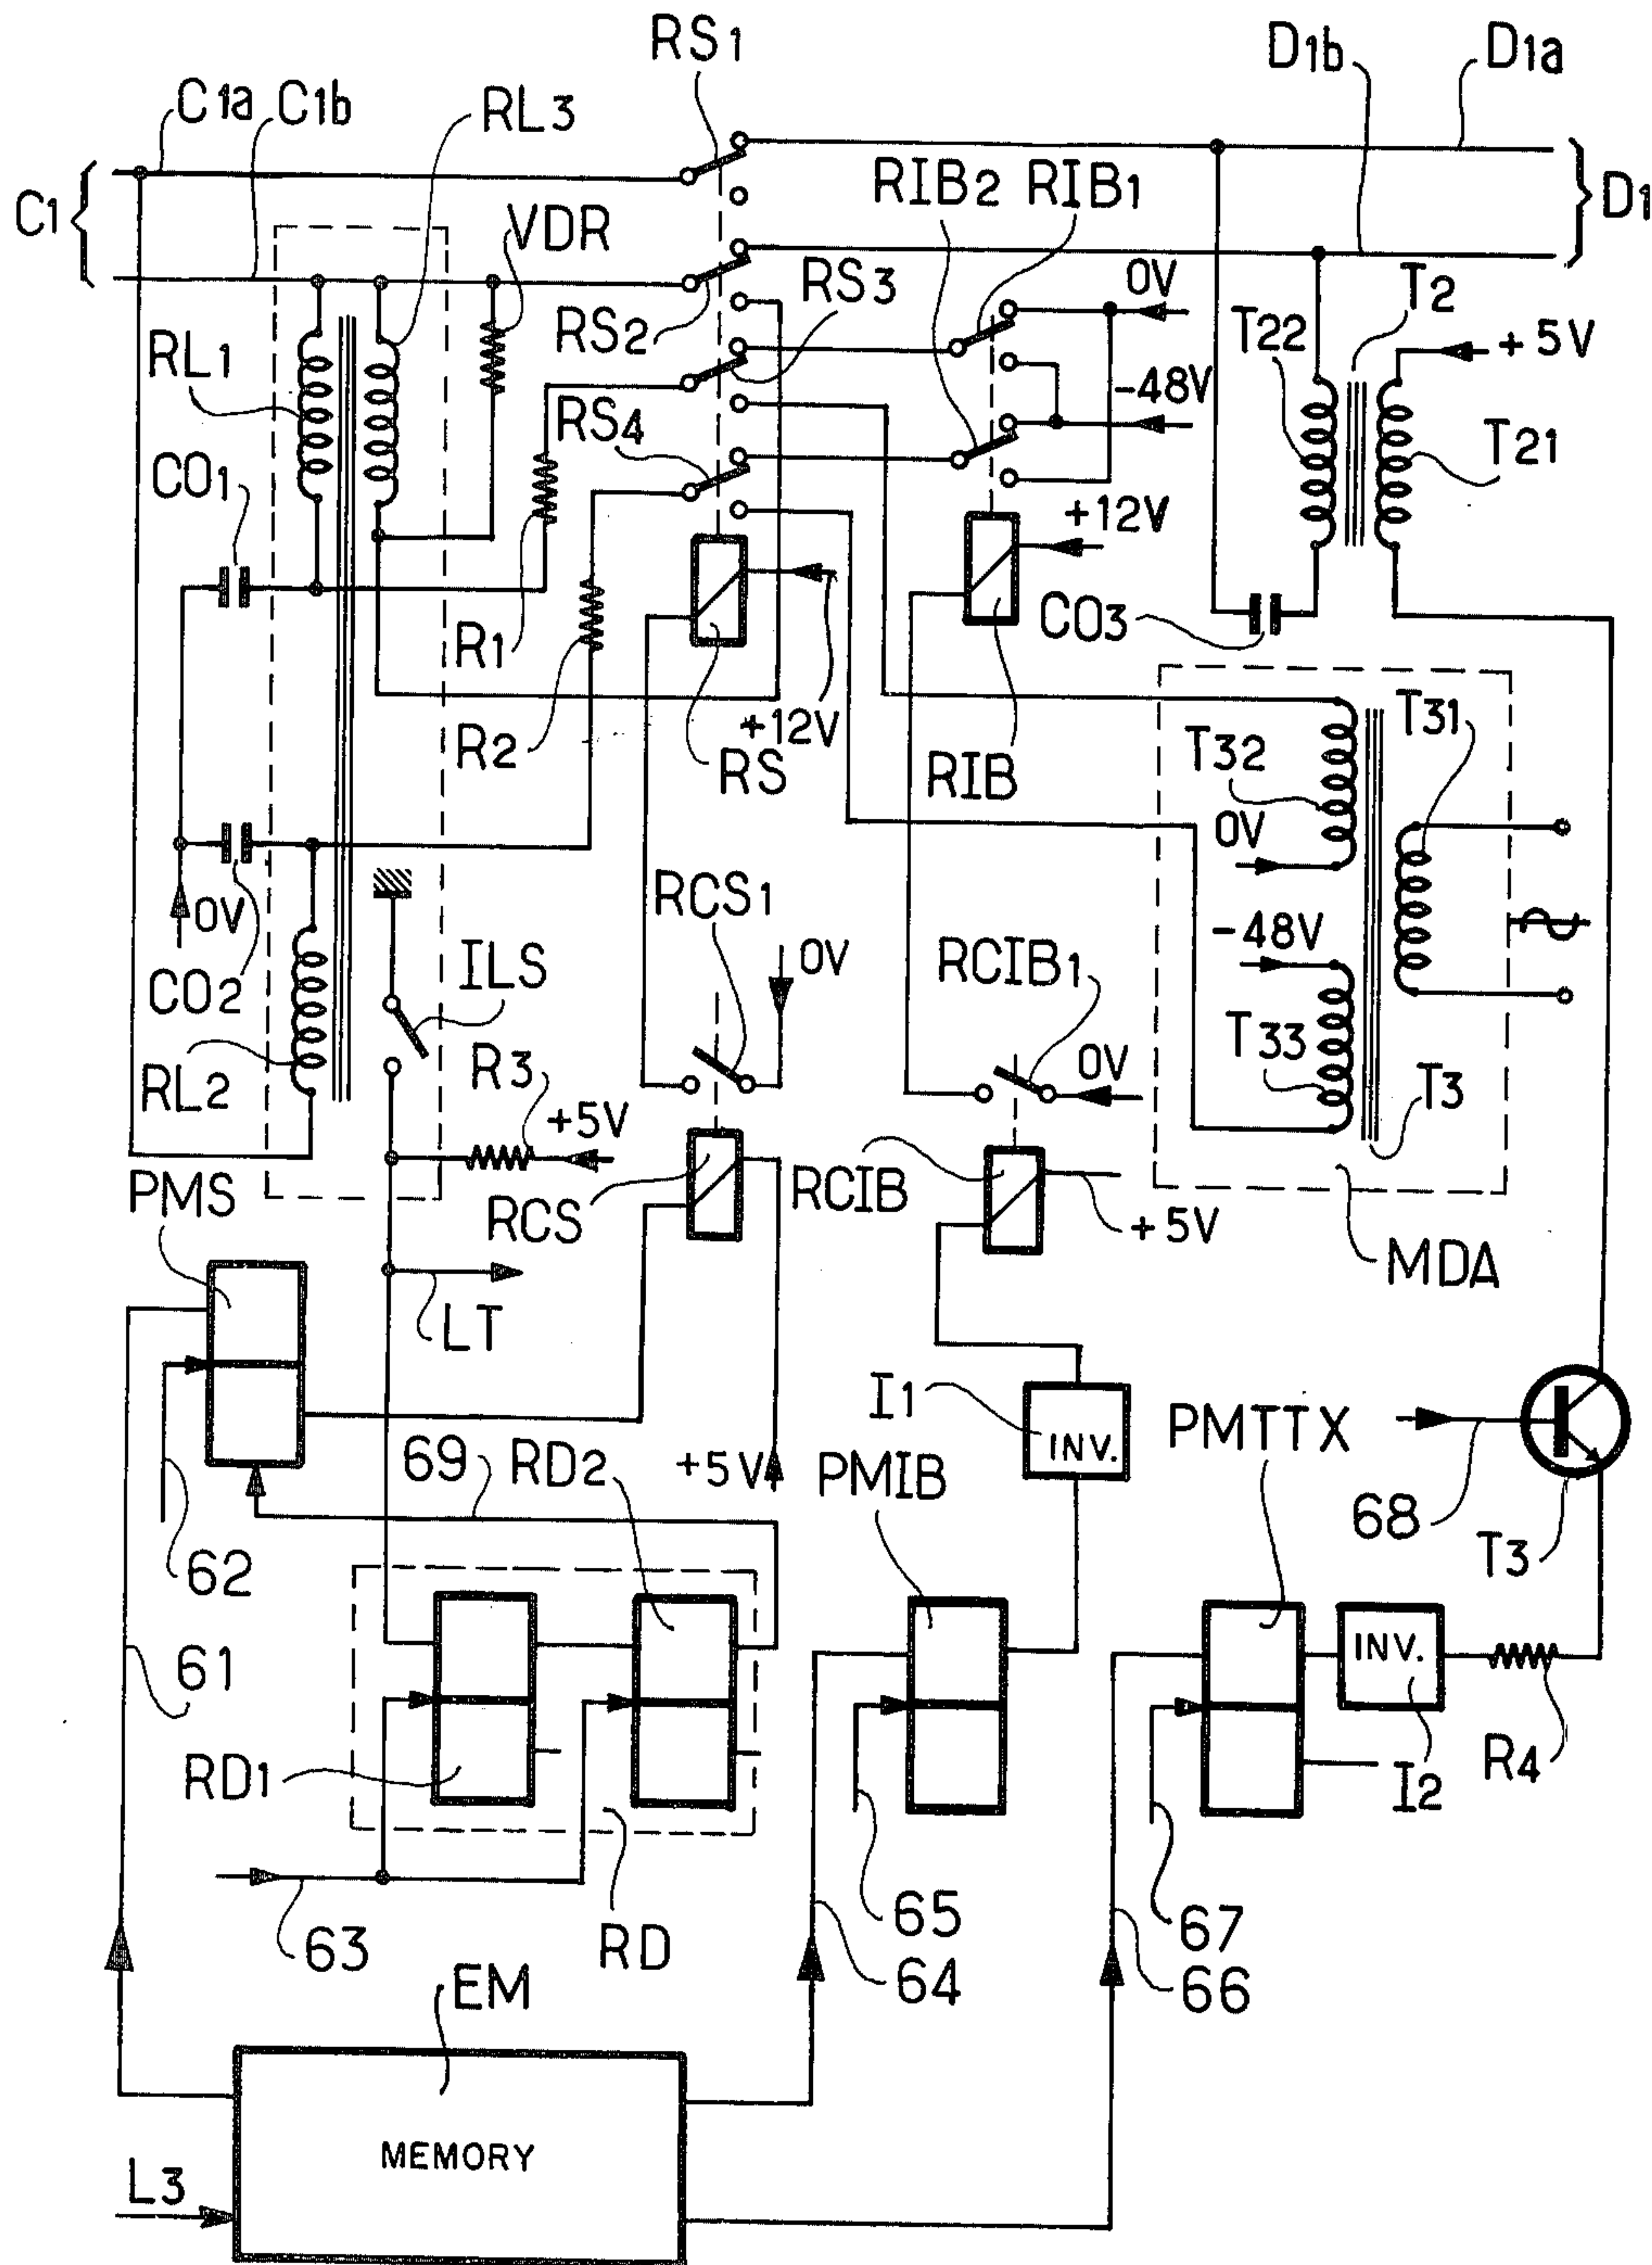 RS1
D1b
D1a
C1a
C1b
RL3
C1
VDR
RIB2
RIB1
D1
RS3
0V
T2
RS2
T22
+5V
RL1
-48V
RS4
T21
CO1
+12V
R1
CO3
R2
+12V
T31
RS
RIB
T32
0V
RCS1
0V
-48V
CO2
ILS
0V
RCIB1
T33
RL2
R3
0V
T3
+5V
PMS
RCIB
RCS
+5V
MDA
LT
I1
INV.
PMTTX
69
RD2
+5V
PMIB
68
T3
62
61
INV.
RD1
R4
I2
65
67
63
RD
64
66
EM
MEMORY
L3